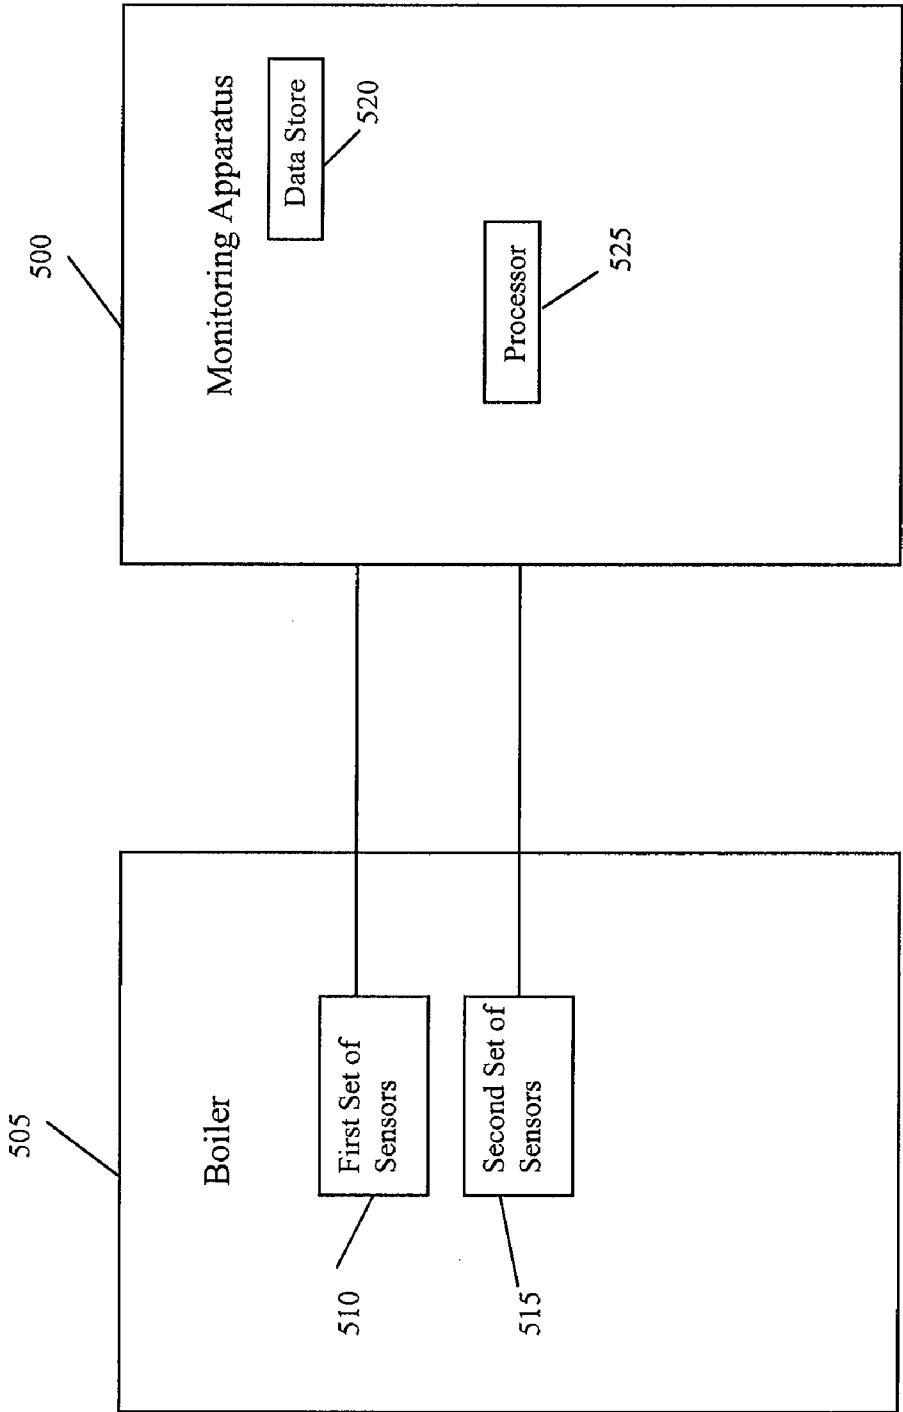 505
Boiler
First Set of
Sensors
510
Second Set of
Sensors
515
500
Monitoring Apparatus
Data Store
520
Processor
525